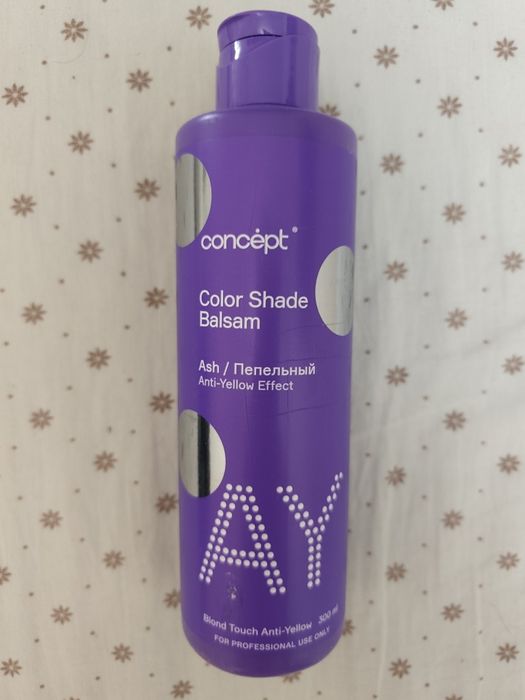 concépt®
Color Shade
Balsam
Ash / Пепельный
Anti-Yellow Effect
AY
Blond Touch Anti-Yellow 300 ml
FOR PROFESSIONAL USE ONLY